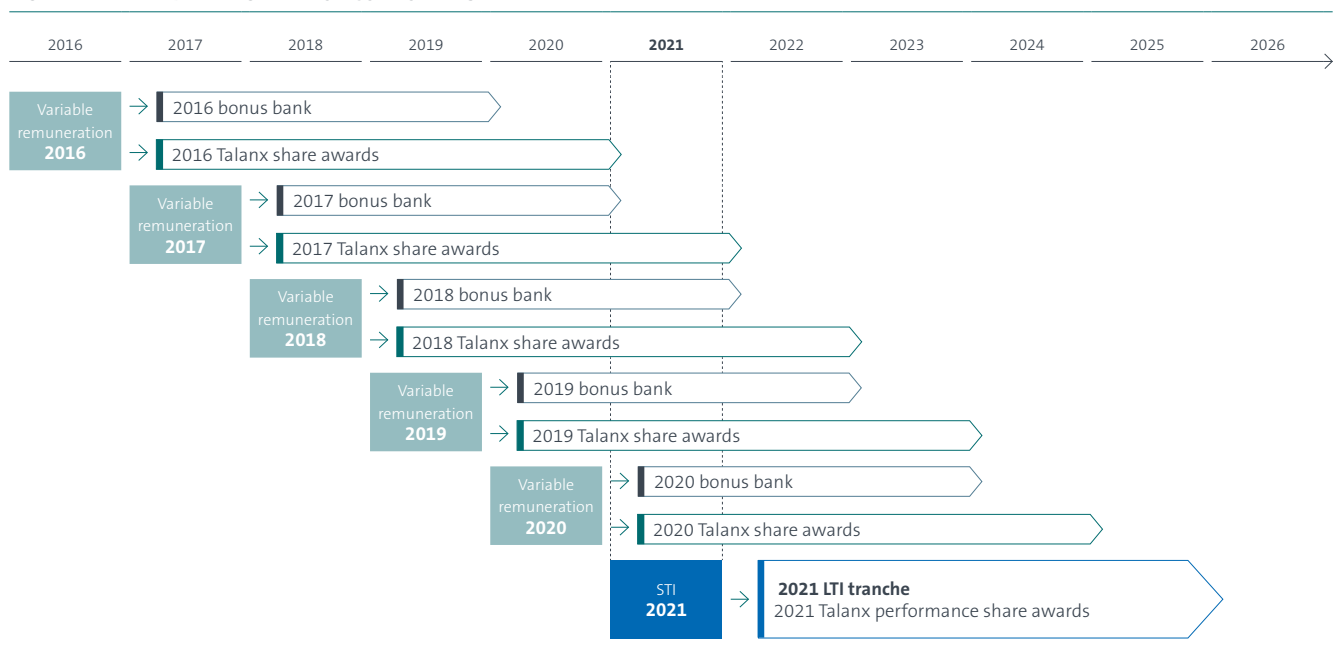 2016 2017 2018 2019 2020 2021 2022 2023 2024 2025 2026
Variable
remuneration
2016
2016 bonus bank
2016 Talanx share awards
Variable
remuneration
2017
2017 bonus bank
2017 Talanx share awards
Variable
remuneration
2018
2018 bonus bank
2018 Talanx share awards
Variable
remuneration
2019
2019 bonus bank
2019 Talanx share awards
Variable
remuneration
2020
2020 bonus bank
2020 Talanx share awards
STI
2021
2021 LTI tranche
2021 Talanx performance share awards